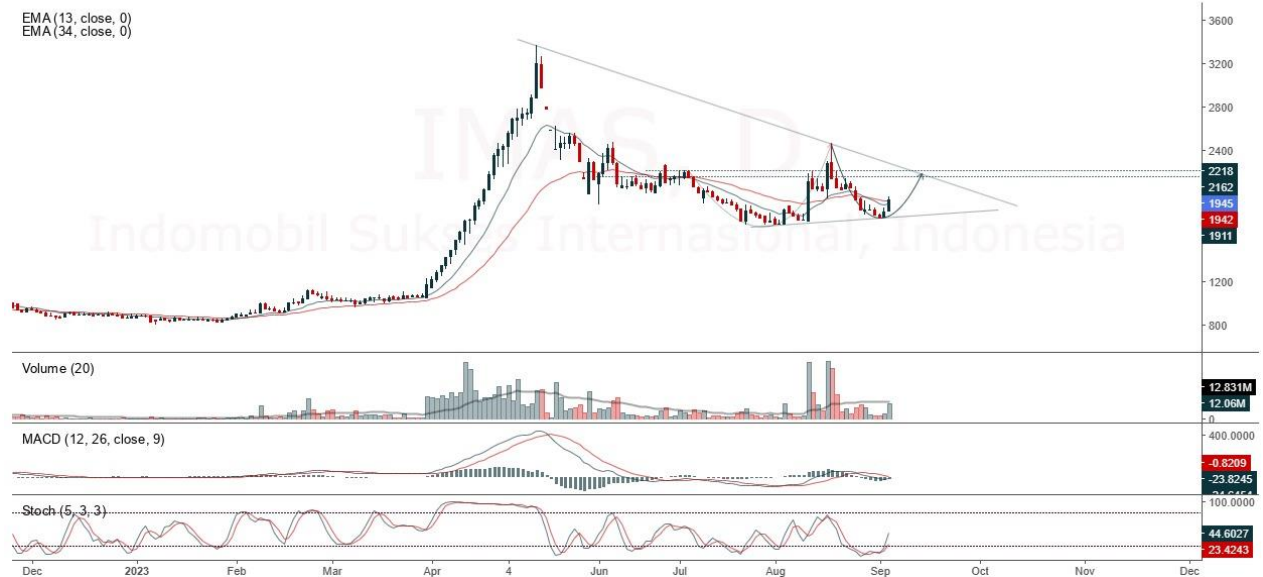 EMA (13, close, 0)
EMA (34, close, 0)
IMAS, D
Indomobil Sukses Internasional, Indonesia
3600
3200
2800
2400
2218
2162
1945
1942
1911
1200
800
Volume (20)
12.831M
12.06M
0
MACD (12, 26, close, 9)
400.0000
-0.8209
-23.8245
Stoch (5, 3, 3)
100.0000
44.6027
23.4243
Dec
2023
Feb
Mar
Apr
4
Jun
Jul
Aug
Sep
Oct
Nov
Dec